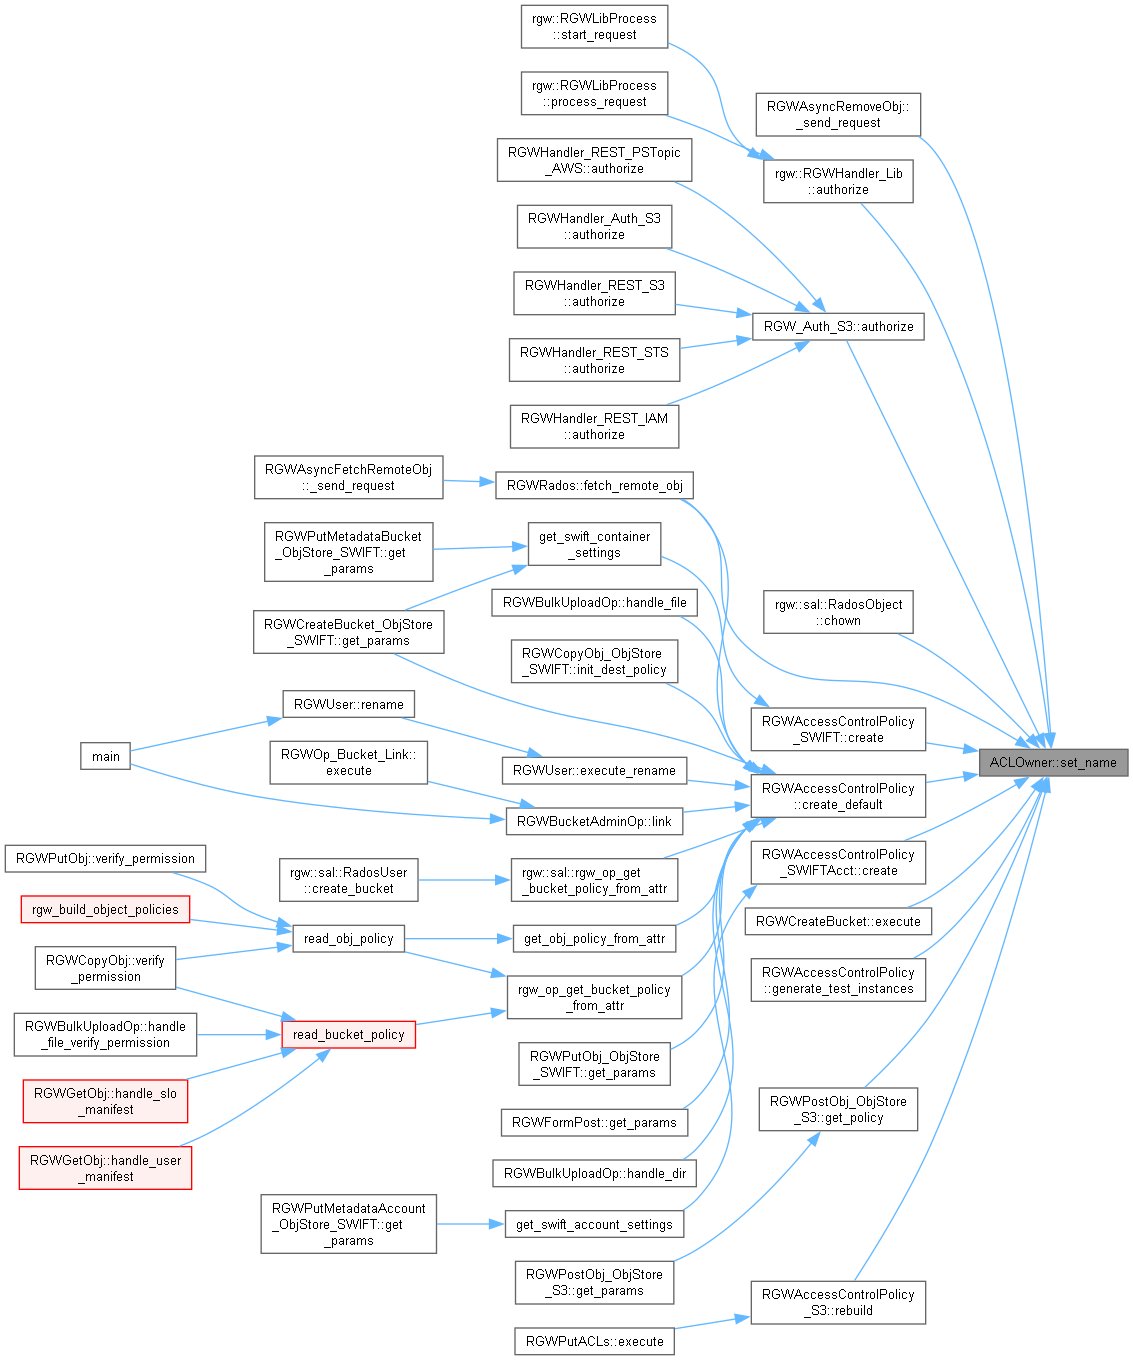 rgw::RGWLibProcess
::start_request
rgw::RGWLibProcess
::process_request
RGWAsyncRemoveObj::
_send_request
RGWHandler_REST_PSTopic
_AWS::authorize
rgw::RGWHandler_Lib
::authorize
RGWHandler_Auth_S3
::authorize
RGWHandler_REST_S3
::authorize
RGW_Auth_S3::authorize
RGWHandler_REST_STS
::authorize
RGWHandler_REST_IAM
::authorize
RGWAsyncFetchRemoteObj
::_send_request
RGWRados::fetch_remote_obj
RGWPutMetadataBucket
_ObjStore_SWIFT::get
_params
get_swift_container
_settings
RGWBulkUploadOp::handle_file
rgw::sal::RadosObject
::chown
RGWCreateBucket_ObjStore
_SWIFT::get_params
RGWCopyObj_ObjStore
_SWIFT::init_dest_policy
RGWUser::rename
RGWAccessControlPolicy
_SWIFT::create
main
RGWOp_Bucket_Link::
execute
RGWUser::execute_rename
ACLOwner::set_name
RGWAccessControlPolicy
::create_default
RGWBucketAdminOp::link
RGWPutObj::verify_permission
rgw::sal::RadosUser
::create_bucket
rgw::sal::rgw_op_get
_bucket_policy_from_attr
RGWAccessControlPolicy
_SWIFTAcct::create
rgw_build_object_policies
read_obj_policy
get_obj_policy_from_attr
RGWCreateBucket::execute
RGWCopyObj::verify
_permission
rgw_op_get_bucket_policy
_from_attr
RGWAccessControlPolicy
::generate_test_instances
RGWBulkUploadOp::handle
_file_verify_permission
read_bucket_policy
RGWPutObj_ObjStore
_SWIFT::get_params
RGWGetObj::handle_slo
_manifest
RGWFormPost::get_params
RGWPostObj_ObjStore
_S3::get_policy
RGWGetObj::handle_user
_manifest
RGWBulkUploadOp::handle_dir
RGWPutMetadataAccount
_ObjStore_SWIFT::get
_params
get_swift_account_settings
RGWPostObj_ObjStore
_S3::get_params
RGWAccessControlPolicy
_S3::rebuild
RGWPutACLs::execute